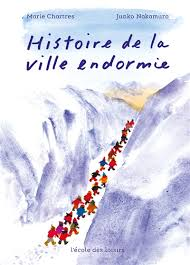 Marie Chartres Junko Nakamura
Histoire de la
ville endormie
l'école des loisirs